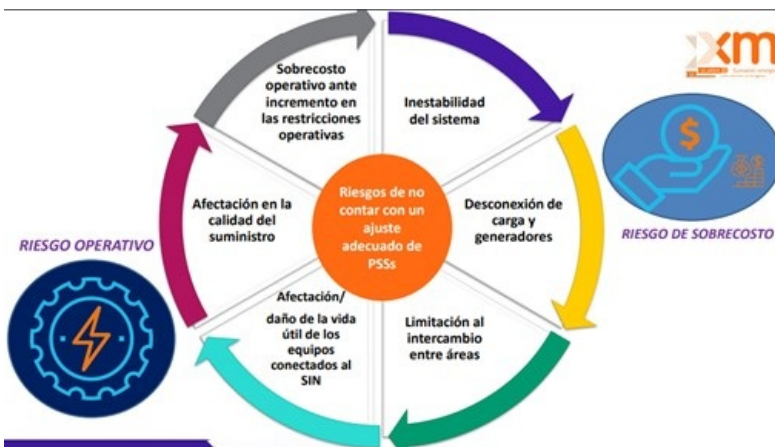 xm
Sobrecosto
operativo ante
incremento en
las restricciones
operativas
Inestabilidad
del sistema
Afectación en la
calidad del
suministro
Riesgos de no
contar con un
ajuste
adecuado de
PSSs
Desconexión de
carga y
generadores
RIESGO DE SOBRECOSTO
RIESGO OPERATIVO
Afectación/
daño de la vida
útil de los
equipos
conectados al
SIN
Limitación al
intercambio
entre áreas